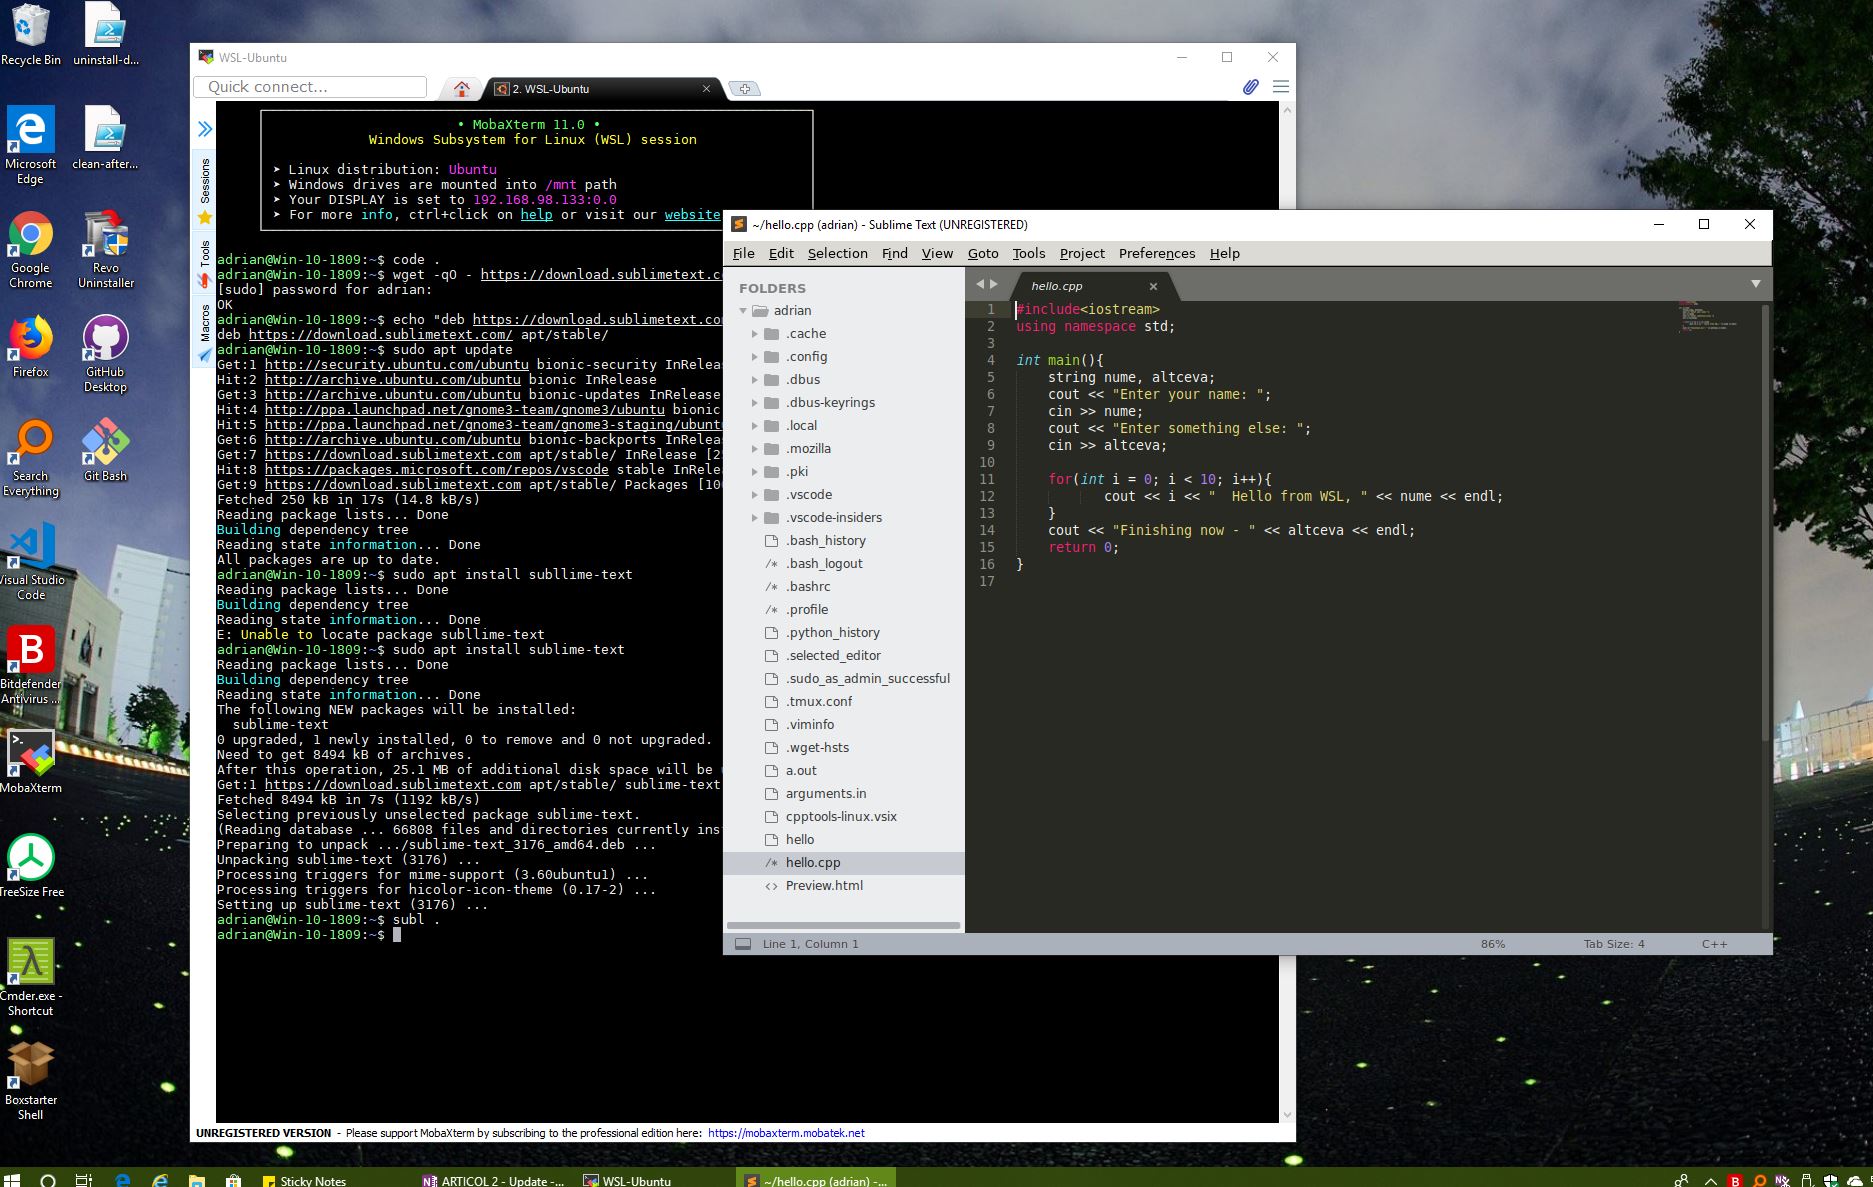 Recycle Bin
uninstall-d...
Microsoft
Edge
clean-after...
Google
Chrome
Revo
Uninstaller
Firefox
GitHub
Desktop
Search
Everything
Git Bash
Visual Studio
Code
Bitdefender
Antivirus ...
MobaXterm
TreeSize Free
Cmder.exe -
Shortcut
Boxstarter
Shell
WSL-Ubuntu
Quick connect...
2. WSL-Ubuntu
Sessions
Tools
Macros
• MobaXterm 11.0 •
Windows Subsystem for Linux (WSL) session
➤ Linux distribution: Ubuntu
➤ Windows drives are mounted into /mnt path
➤ Your DISPLAY is set to 192.168.98.133:0.0
➤ For more info, ctrl+click on help or visit our website
adrian@Win-10-1809:~$ code .
adrian@Win-10-1809:~$ wget -qO - https://download.sublimetext.c
[sudo] password for adrian:
OK
adrian@Win-10-1809:~$ echo "deb https://download.sublimetext.co
deb https://download.sublimetext.com/ apt/stable/
adrian@Win-10-1809:~$ sudo apt update
Get:1 http://security.ubuntu.com/ubuntu bionic-security InRelea
Hit:2 http://archive.ubuntu.com/ubuntu bionic InRelease
Get:3 http://archive.ubuntu.com/ubuntu bionic-updates InRelease
Hit:4 http://ppa.launchpad.net/gnome3-team/gnome3/ubuntu bionic
Hit:5 http://ppa.launchpad.net/gnome3-team/gnome3-staging/ubunt
Get:6 http://archive.ubuntu.com/ubuntu bionic-backports InRelea
Get:7 https://download.sublimetext.com apt/stable/ InRelease [2
Hit:8 https://packages.microsoft.com/repos/vscode stable InRele
Get:9 https://download.sublimetext.com apt/stable/ Packages [10
Fetched 250 kB in 17s (14.8 kB/s)
Reading package lists... Done
Building dependency tree
Reading state information... Done
All packages are up to date.
adrian@Win-10-1809:~$ sudo apt install subllime-text
Reading package lists... Done
Building dependency tree
Reading state information... Done
E: Unable to locate package subllime-text
adrian@Win-10-1809:~$ sudo apt install sublime-text
Reading package lists... Done
Building dependency tree
Reading state information... Done
The following NEW packages will be installed:
sublime-text
0 upgraded, 1 newly installed, 0 to remove and 0 not upgraded.
Need to get 8494 kB of archives.
After this operation, 25.1 MB of additional disk space will be
Get:1 https://download.sublimetext.com apt/stable/ sublime-text
Fetched 8494 kB in 7s (1192 kB/s)
Selecting previously unselected package sublime-text.
(Reading database ... 66808 files and directories currently ins
Preparing to unpack .../sublime-text_3176_amd64.deb ...
Unpacking sublime-text (3176) ...
Processing triggers for mime-support (3.60ubuntu1) ...
Processing triggers for hicolor-icon-theme (0.17-2) ...
Setting up sublime-text (3176) ...
adrian@Win-10-1809:~$ subl .
adrian@Win-10-1809:~$
UNREGISTERED VERSION - Please support MobaXterm by subscribing to the professional edition here: https://mobaxterm.mobatek.net
~/hello.cpp (adrian) - Sublime Text (UNREGISTERED)
File Edit Selection Find View Goto Tools Project Preferences Help
FOLDERS
adrian
.cache
.config
.dbus
.dbus-keyrings
.local
.mozilla
.pki
.vscode
.vscode-insiders
.bash_history
/* .bash_logout
/* .bashrc
/* .profile
.python_history
.selected_editor
.sudo_as_admin_successful
.tmux.conf
.viminfo
.wget-hsts
a.out
arguments.in
cpptools-linux.vsix
hello
/* hello.cpp
<> Preview.html
hello.cpp
1 #include<iostream>
2 using namespace std;
3
4 int main(){
5 string nume, altceva;
6 cout << "Enter your name: ";
7 cin >> nume;
8 cout << "Enter something else: ";
9 cin >> altceva;
10
11 for(int i = 0; i < 10; i++){
12 cout << i << "  Hello from WSL, " << nume << endl;
13 }
14 cout << "Finishing now - " << altceva << endl;
15 return 0;
16 }
17
Line 1, Column 1
86%
Tab Size: 4
C++
Sticky Notes
ARTICOL 2 - Update -...
WSL-Ubuntu
~/hello.cpp (adrian) -...